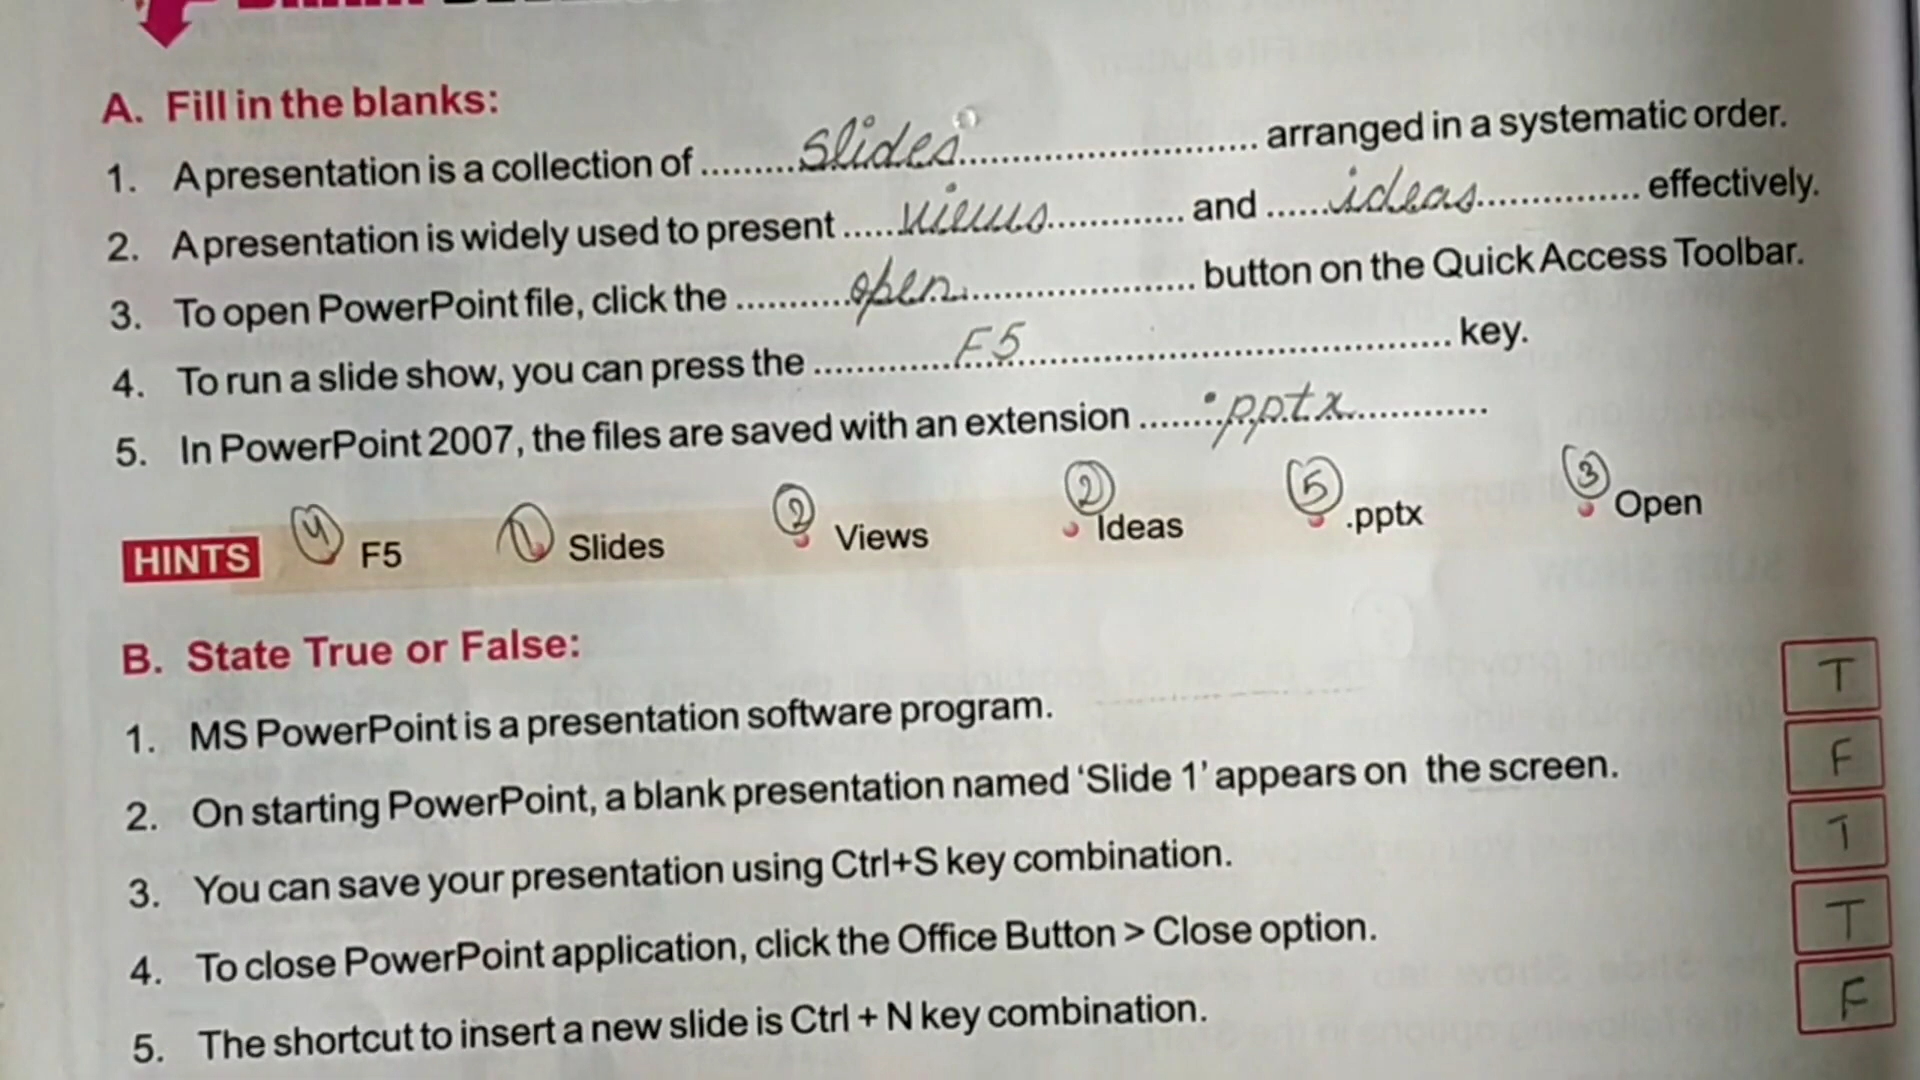 A. Fill in the blanks:
1. A presentation is a collection of .........slides.............................. arranged in a systematic order.
2. A presentation is widely used to present .....views............. and ......ideas................ effectively.
3. To open PowerPoint file, click the ..........open....................... button on the Quick Access Toolbar.
4. To run a slide show, you can press the ............F5........................................... key.
5. In PowerPoint 2007, the files are saved with an extension .......:pptx..............
HINTS 4 F5 1 Slides 2 Views 2 Ideas 5 .pptx 3 Open
B. State True or False:
1. MS PowerPoint is a presentation software program. T
2. On starting PowerPoint, a blank presentation named ‘Slide 1’ appears on the screen. F
3. You can save your presentation using Ctrl+S key combination. T
4. To close PowerPoint application, click the Office Button > Close option. T
5. The shortcut to insert a new slide is Ctrl + N key combination. F